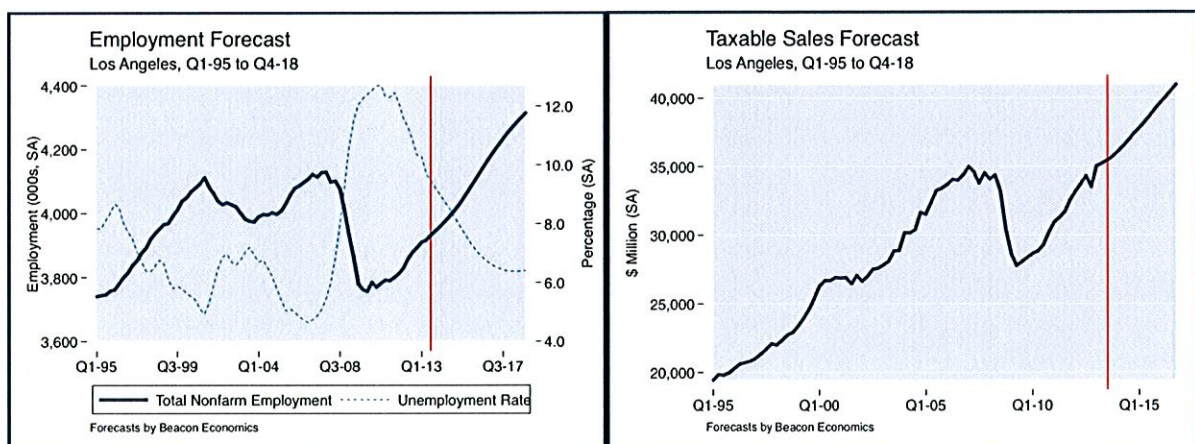 Employment Forecast
Los Angeles, Q1-95 to Q4-18
Employment (000s, SA)
4,400
4,200
4,000
3,800
3,600
12.0
10.0
8.0
6.0
4.0
Percentage (SA)
Q1-95 Q3-99 Q1-04 Q3-08 Q1-13 Q3-17
Total Nonfarm Employment Unemployment Rate
Forecasts by Beacon Economics
Taxable Sales Forecast
Los Angeles, Q1-95 to Q4-18
$ Million (SA)
40,000
35,000
30,000
25,000
20,000
Q1-95 Q1-00 Q1-05 Q1-10 Q1-15
Forecasts by Beacon Economics